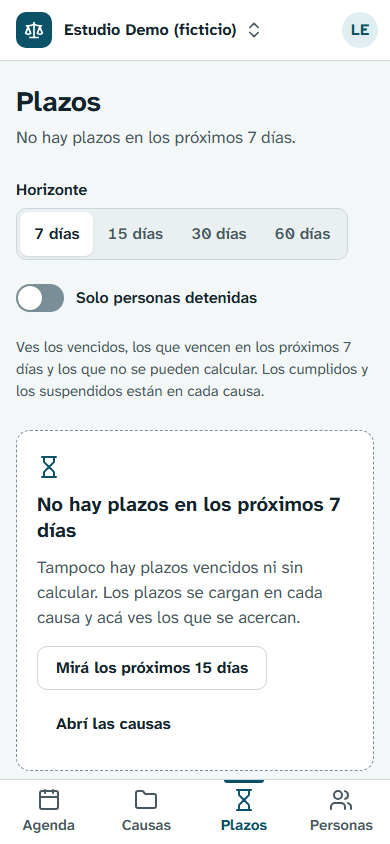 Estudio Demo (ficticio)
LE
Plazos
No hay plazos en los próximos 7 días.
Horizonte
7 días
15 días
30 días
60 días
Solo personas detenidas
Ves los vencidos, los que vencen en los próximos 7
días y los que no se pueden calcular. Los cumplidos y
los suspendidos están en cada causa.
No hay plazos en los próximos 7
días
Tampoco hay plazos vencidos ni sin
calcular. Los plazos se cargan en cada
causa y acá ves los que se acercan.
Mirá los próximos 15 días
Abrí las causas
Agenda
Causas
Plazos
Personas